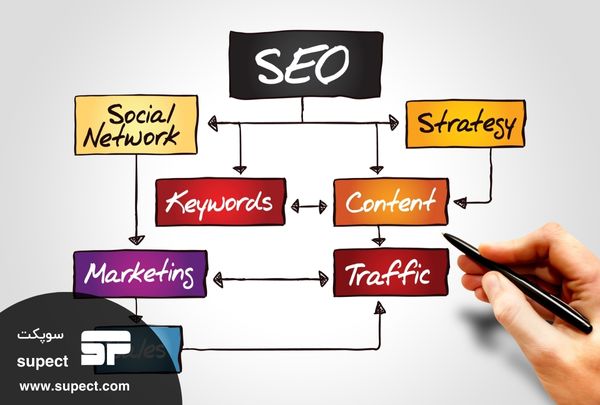 SEO
Social
Network
Strategy
Keywords
Content
Marketing
Traffic
سوپکت
supect
SP
www.supect.com